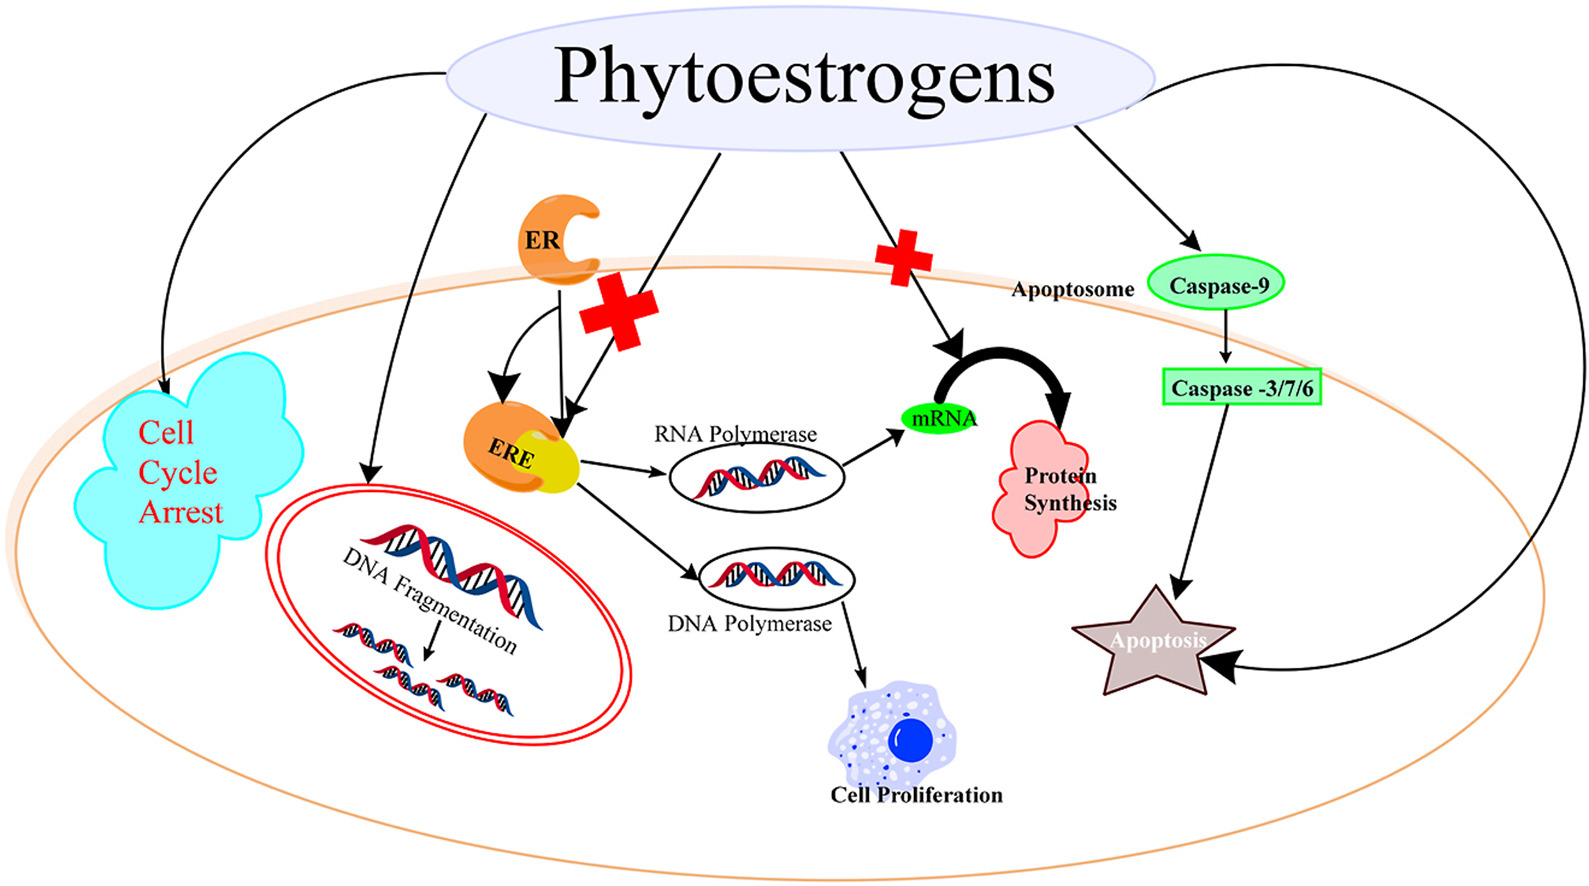 Phytoestrogens
ER
Apoptosome
Caspase-9
Caspase -3/7/6
Cell
Cycle
Arrest
ERE
RNA Polymerase
mRNA
Protein
Synthesis
DNA Fragmentation
DNA Polymerase
Apoptosis
Cell Proliferation